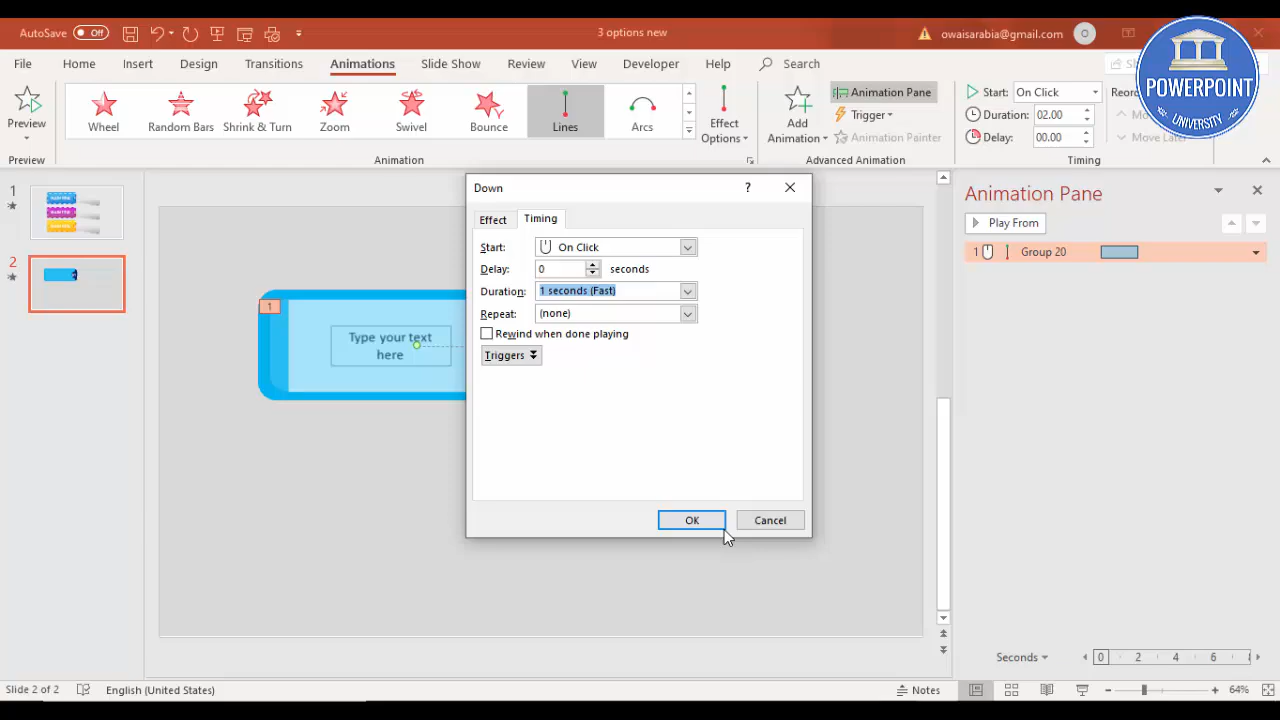 AutoSave Off
3 options new
owaisarabia@gmail.com
O
File Home Insert Design Transitions Animations Slide Show Review View Developer Help Search
POWERPOINT
UNIVERSITY
Preview
Wheel Random Bars Shrink & Turn Zoom Swivel Bounce Lines Arcs
Effect
Options
Add
Animation
Animation Pane
Trigger
Animation Painter
Start: On Click
Duration: 02.00
Delay: 00.00
Move Later
Preview
Animation
Advanced Animation
Timing
1
2
1
Type your text
here
Down
?
Effect Timing
Start: On Click
Delay: 0 seconds
Duration: 1 seconds (Fast)
Repeat: (none)
Rewind when done playing
Triggers
OK Cancel
Animation Pane
Play From
1 Group 20
Seconds 0 2 4 6
Slide 2 of 2
English (United States)
Notes
64%